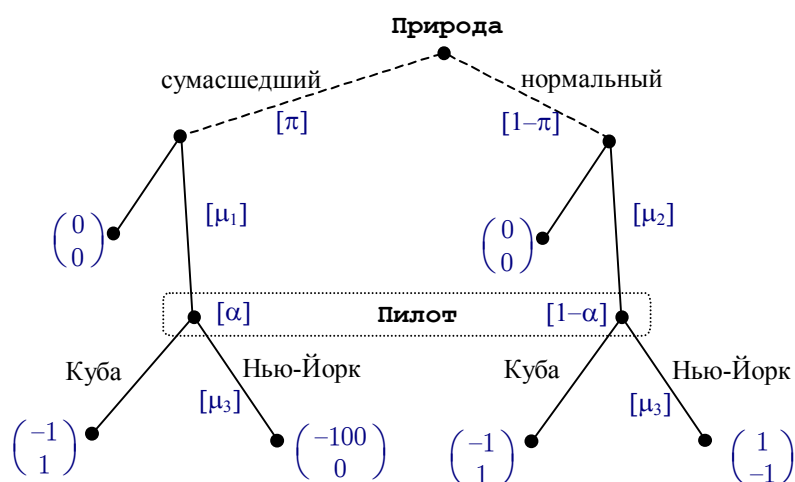 Природа
сумасшедший нормальный
[π] [1–π]
[μ₁] [μ₂]
(0 0) (0 0)
[α] Пилот [1–α]
Куба Нью-Йорк Куба Нью-Йорк
[μ₃] [μ₃]
(–1 1) (–100 0) (–1 1) (1 –1)